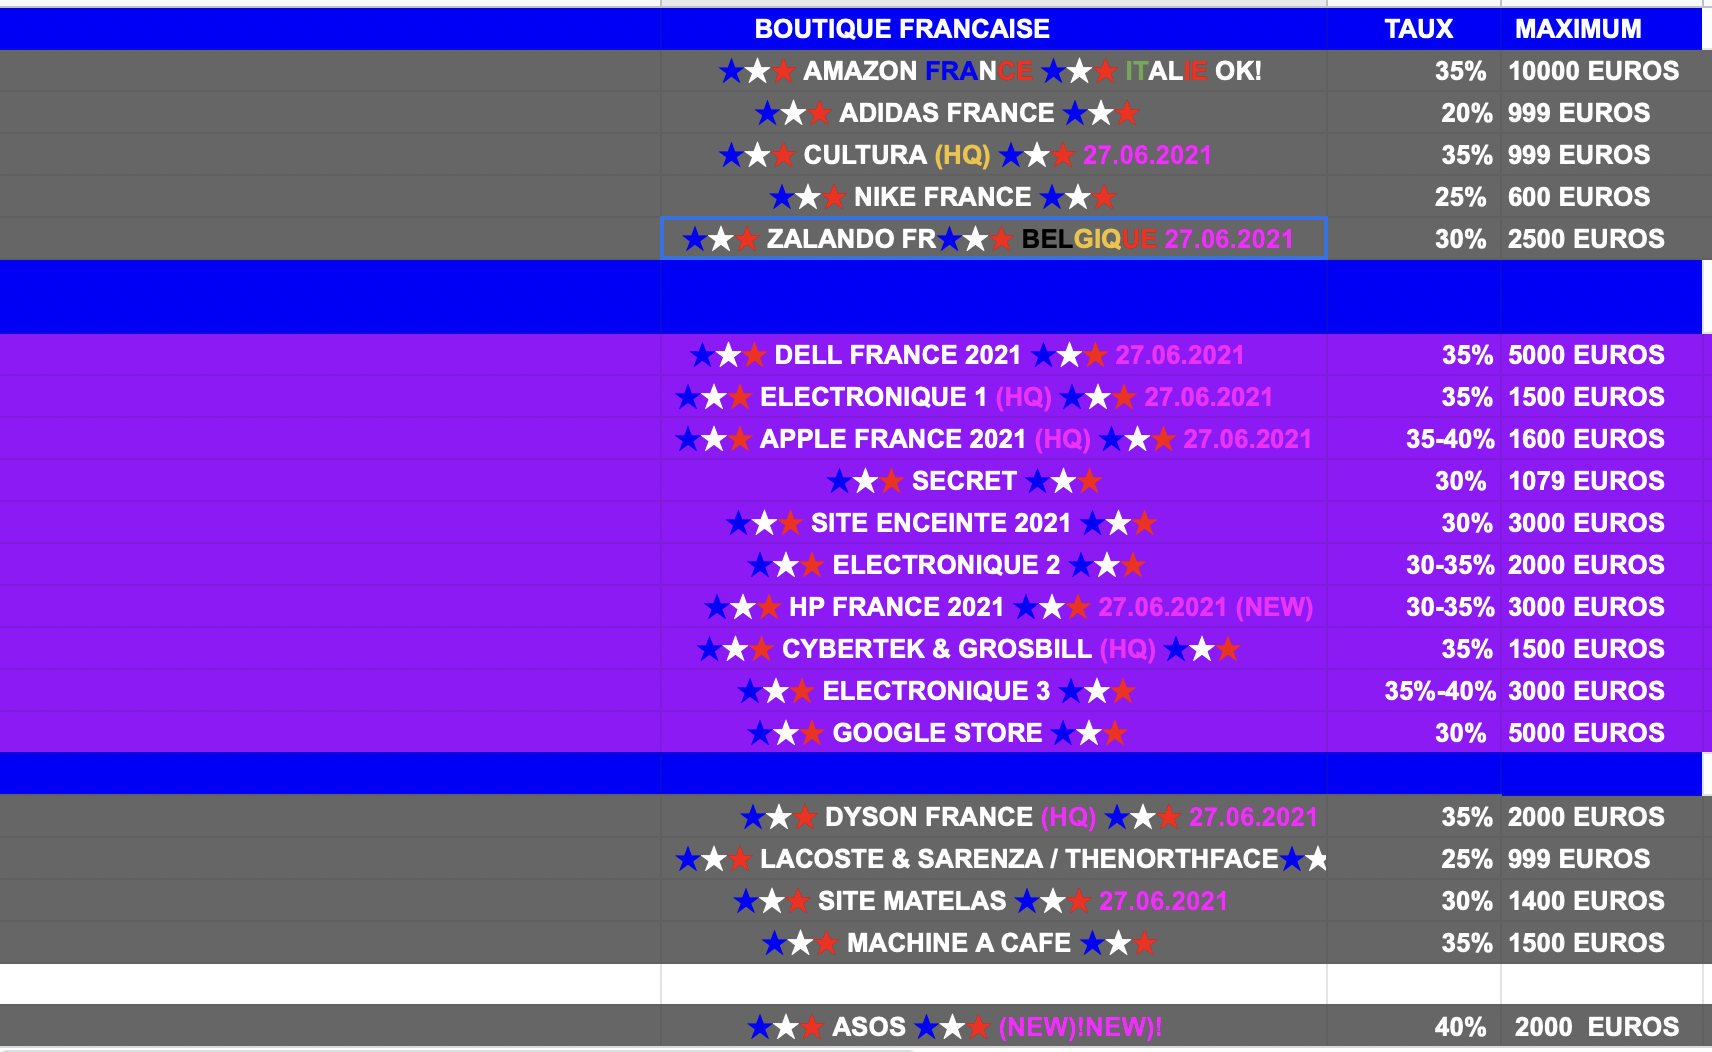 BOUTIQUE FRANCAISE TAUX MAXIMUM
★★★ AMAZON FRANCE ★★★ ITALIE OK! 35% 10000 EUROS
★★★ ADIDAS FRANCE ★★★ 20% 999 EUROS
★★★ CULTURA (HQ) ★★★ 27.06.2021 35% 999 EUROS
★★★ NIKE FRANCE ★★★ 25% 600 EUROS
★★★ ZALANDO FR★★★ BELGIQUE 27.06.2021 30% 2500 EUROS
★★★ DELL FRANCE 2021 ★★★ 27.06.2021 35% 5000 EUROS
★★★ ELECTRONIQUE 1 (HQ) ★★★ 27.06.2021 35% 1500 EUROS
★★★ APPLE FRANCE 2021 (HQ) ★★★ 27.06.2021 35-40% 1600 EUROS
★★★ SECRET ★★★ 30% 1079 EUROS
★★★ SITE ENCEINTE 2021 ★★★ 30% 3000 EUROS
★★★ ELECTRONIQUE 2 ★★★ 30-35% 2000 EUROS
★★★ HP FRANCE 2021 ★★★ 27.06.2021 (NEW) 30-35% 3000 EUROS
★★★ CYBERTEK & GROSBILL (HQ) ★★★ 35% 1500 EUROS
★★★ ELECTRONIQUE 3 ★★★ 35%-40% 3000 EUROS
★★★ GOOGLE STORE ★★★ 30% 5000 EUROS
★★★ DYSON FRANCE (HQ) ★★★ 27.06.2021 35% 2000 EUROS
★★★ LACOSTE & SARENZA / THENORTHFACE★★ 25% 999 EUROS
★★★ SITE MATELAS ★★★ 27.06.2021 30% 1400 EUROS
★★★ MACHINE A CAFE ★★★ 35% 1500 EUROS
★★★ ASOS ★★★ (NEW)!NEW)! 40% 2000 EUROS